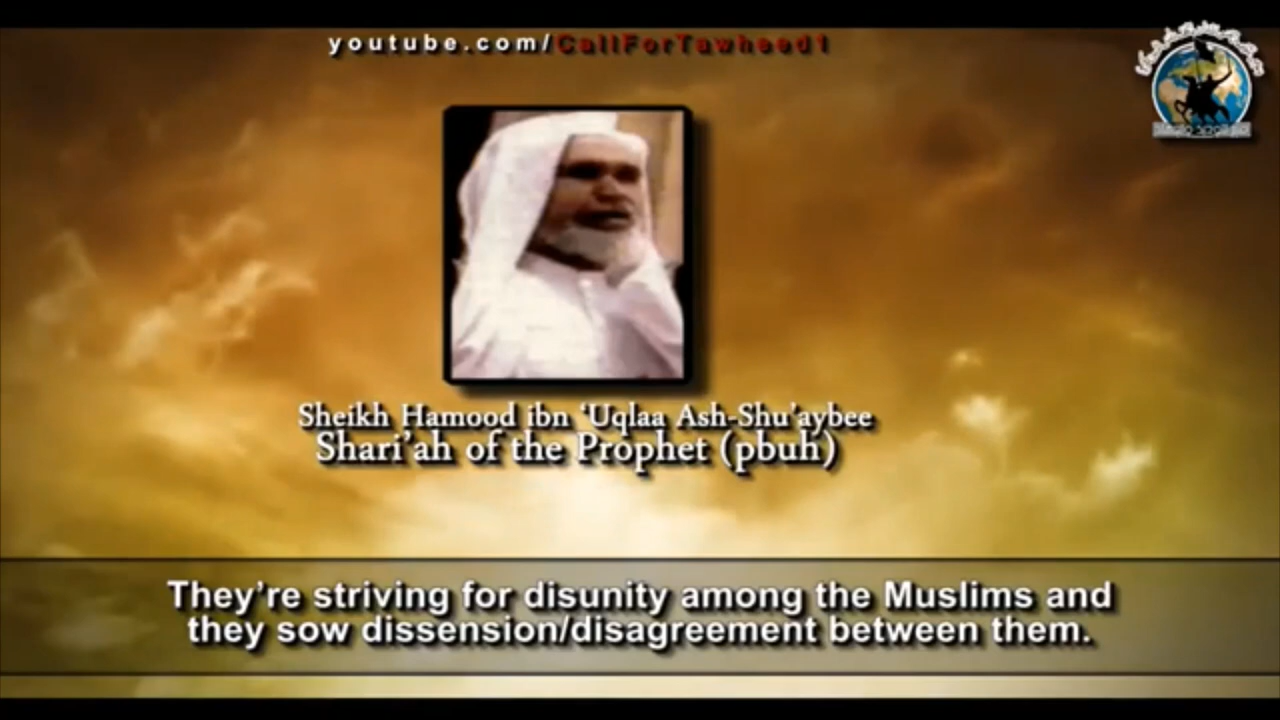 youtube.com/CallForTawheed1
Sheikh Hamood ibn ‘Uqlaa Ash-Shu’aybee
Shari’ah of the Prophet (pbuh)
They’re striving for disunity among the Muslims and
they sow dissension/disagreement between them.